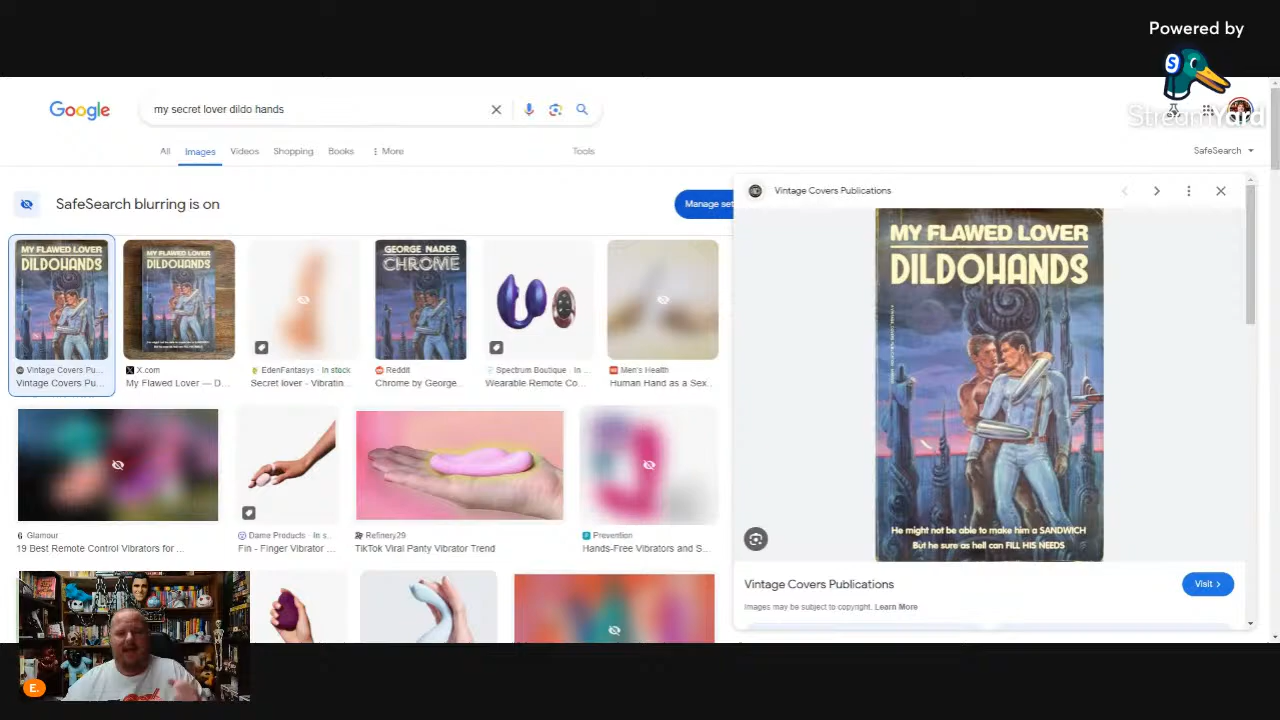 Powered by
S
StreamYard
Google
my secret lover dildo hands
All
Images
Videos
Shopping
Books
More
Tools
SafeSearch
SafeSearch blurring is on
Manage set
Vintage Covers Publications
MY FLAWED LOVER
DILDOHANDS
MY FLAWED LOVER
DILDOHANDS
GEORGE NADER
CHROME
Vintage Covers Pu...
Vintage Covers Pu...
X.com
My Flawed Lover — D...
EdenFantasys · In stock
Secret lover - Vibratin...
Reddit
Chrome by George...
Spectrum Boutique · In ...
Wearable Remote Co...
Men's Health
Human Hand as a Sex...
MY FLAWED LOVER
DILDOHANDS
He might not be able to make him a SANDWICH
But he sure as hell can FILL HIS NEEDS
G Glamour
19 Best Remote Control Vibrators for ...
Dame Products · In s...
Fin - Finger Vibrator ...
Refinery29
TikTok Viral Panty Vibrator Trend
Prevention
Hands-Free Vibrators and S...
Vintage Covers Publications
Visit
Images may be subject to copyright. Learn More
E.